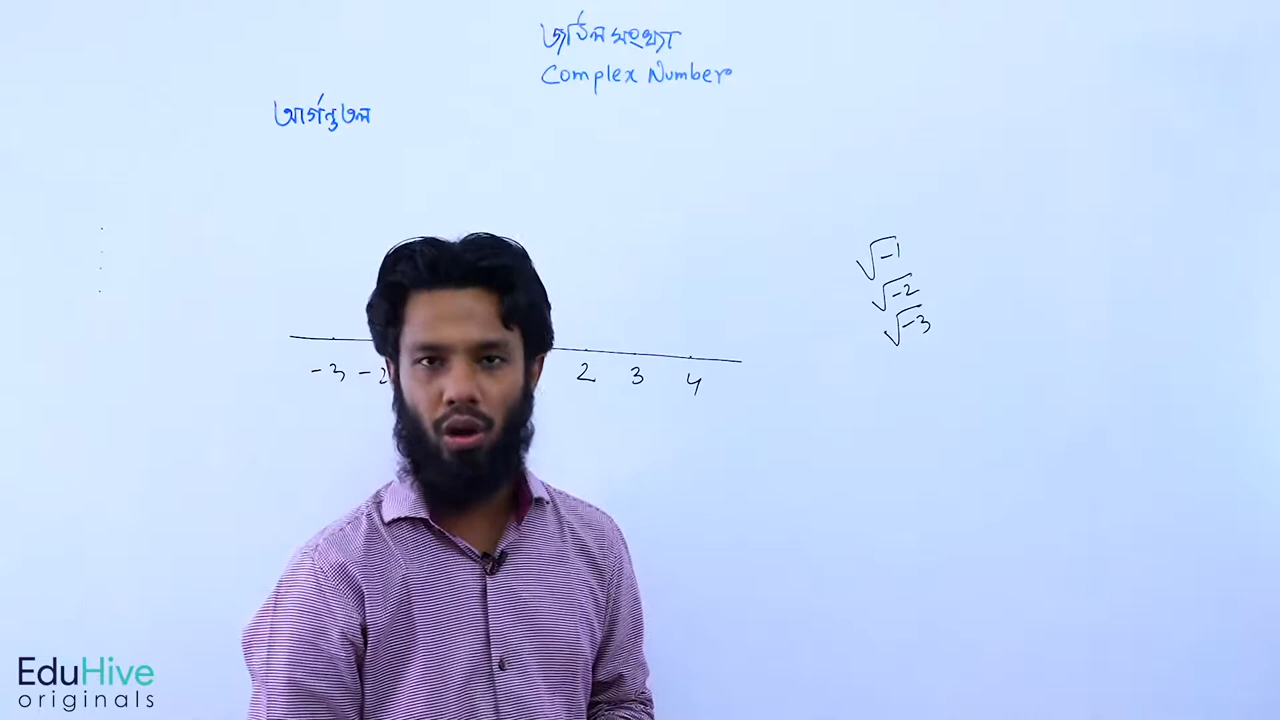 জটিল সংখ্যা
Complex Number
আর্গন্ড তল
√-1
√-2
√-3
-3 -2 2 3 4
EduHive
originals